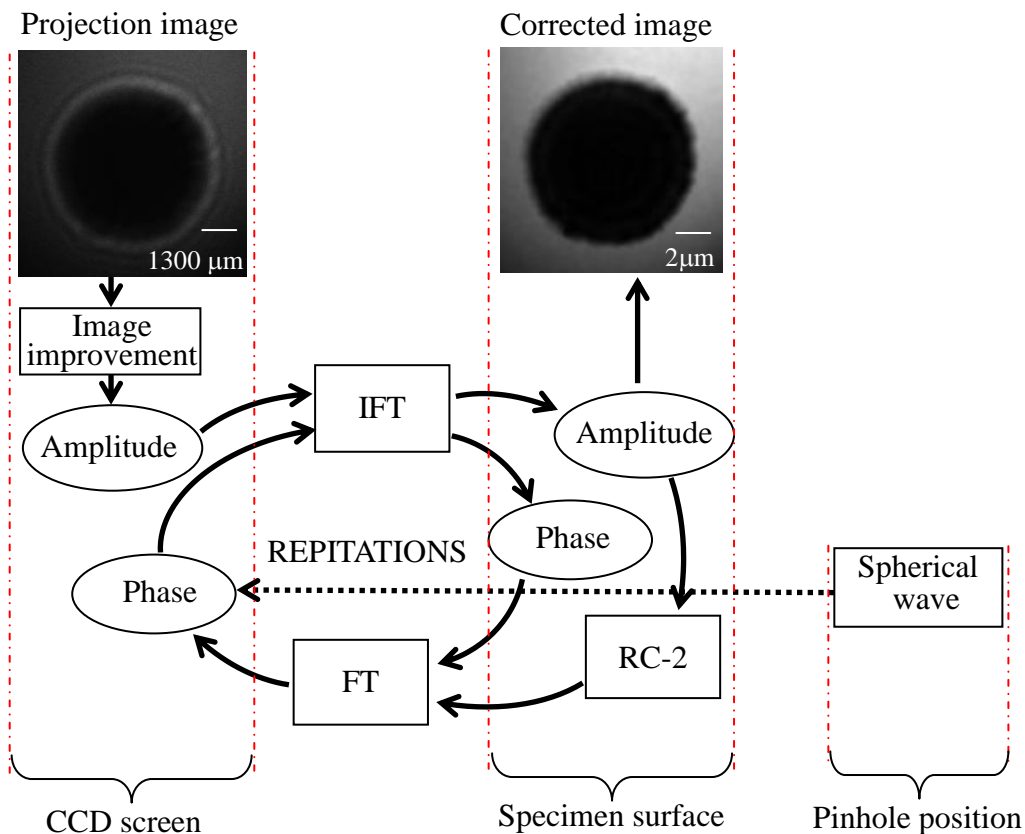 Projection image
Corrected image
1300 μm
2μm
Image
improvement
IFT
Amplitude
Amplitude
Phase
REPITATIONS
Phase
Spherical
wave
RC-2
FT
CCD screen
Specimen surface
Pinhole position